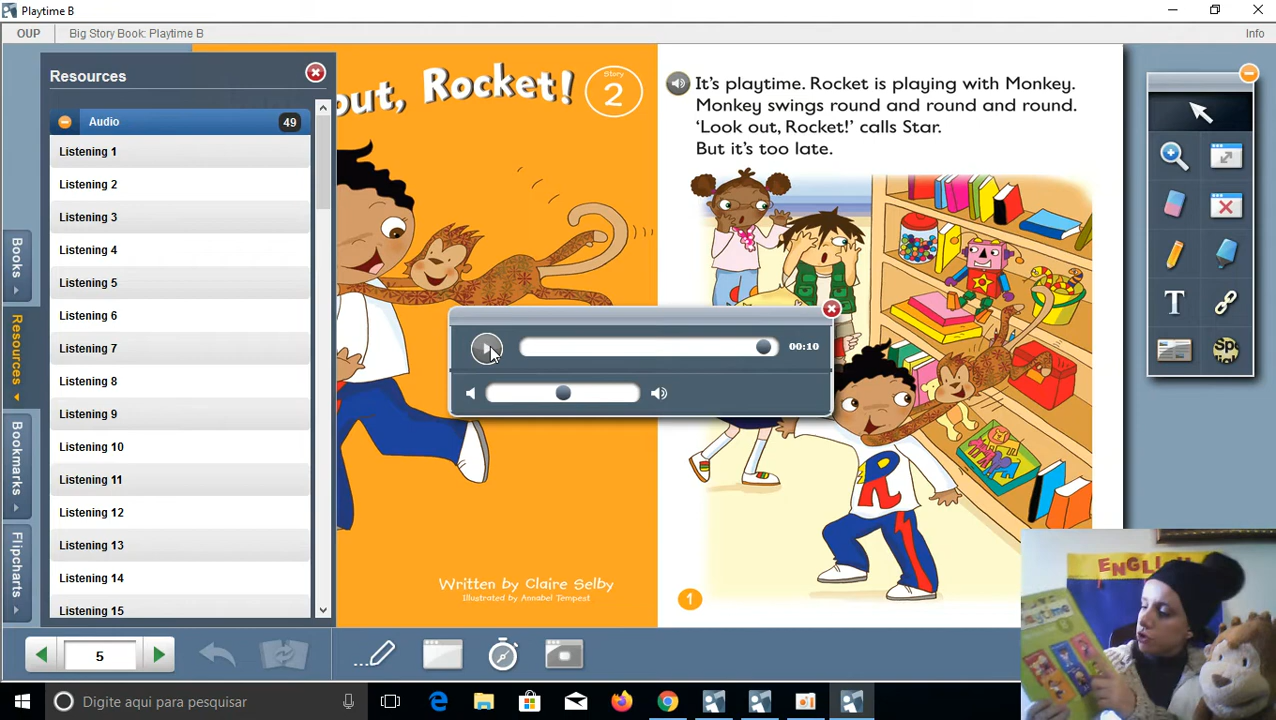 Playtime B
OUP
Big Story Book: Playtime B
Info
Resources
Audio
49
Listening 1
Listening 2
Listening 3
Listening 4
Listening 5
Listening 6
Listening 7
Listening 8
Listening 9
Listening 10
Listening 11
Listening 12
Listening 13
Listening 14
Listening 15
Books
Resources
Bookmarks
Flipcharts
out, Rocket!
Story
2
Written by Claire Selby
Illustrated by Annabel Tempest
It's playtime. Rocket is playing with Monkey.
Monkey swings round and round and round.
‘Look out, Rocket!’ calls Star.
But it's too late.
00:10
R
1
T
5
ENGLISH
Playtime
Digite aqui para pesquisar